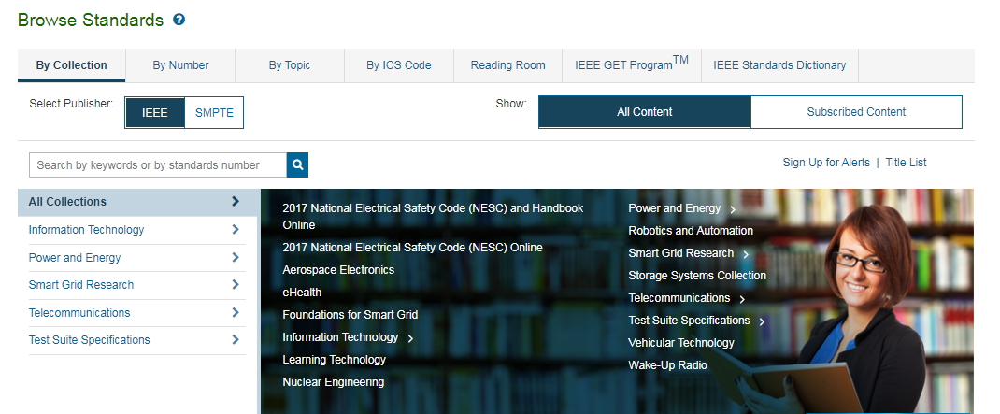 Browse Standards ?
By Collection
By Number
By Topic
By ICS Code
Reading Room
IEEE GET Program™
IEEE Standards Dictionary
Select Publisher:
IEEE
SMPTE
Show:
All Content
Subscribed Content
Search by keywords or by standards number
Sign Up for Alerts | Title List
All Collections
Information Technology
Power and Energy
Smart Grid Research
Telecommunications
Test Suite Specifications
2017 National Electrical Safety Code (NESC) and Handbook
Online
2017 National Electrical Safety Code (NESC) Online
Aerospace Electronics
eHealth
Foundations for Smart Grid
Information Technology
Learning Technology
Nuclear Engineering
Power and Energy
Robotics and Automation
Smart Grid Research
Storage Systems Collection
Telecommunications
Test Suite Specifications
Vehicular Technology
Wake-Up Radio